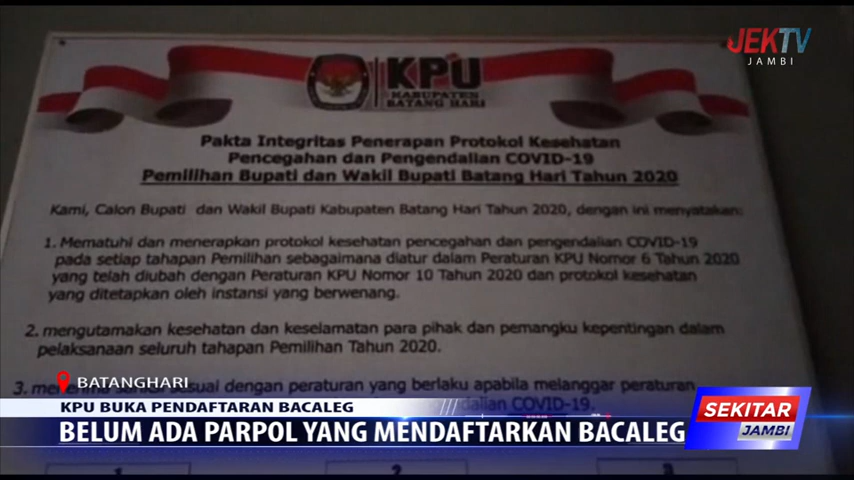 JEKTV
JAMBI
KPU
KABUPATEN
BATANG HARI
Pakta Integritas Penerapan Protokol Kesehatan
Pencegahan dan Pengendalian COVID-19
Pemilihan Bupati dan Wakil Bupati Batang Hari Tahun 2020
Kami, Calon Bupati dan Wakil Bupati Kabupaten Batang Hari Tahun 2020, dengan ini menyatakan:
1. Mematuhi dan menerapkan protokol kesehatan pencegahan dan pengendalian COVID-19
pada setiap tahapan Pemilihan sebagaimana diatur dalam Peraturan KPU Nomor 6 Tahun 2020
yang telah diubah dengan Peraturan KPU Nomor 10 Tahun 2020 dan protokol kesehatan
yang ditetapkan oleh instansi yang berwenang.
2. mengutamakan kesehatan dan keselamatan para pihak dan pemangku kepentingan dalam
pelaksanaan seluruh tahapan Pemilihan Tahun 2020.
3. sesuai dengan peraturan yang berlaku apabila melanggar peraturan
COVID-19.
BATANGHARI
KPU BUKA PENDAFTARAN BACALEG
BELUM ADA PARPOL YANG MENDAFTARKAN BACALEG
SEKITAR
JAMBI
1 2 3